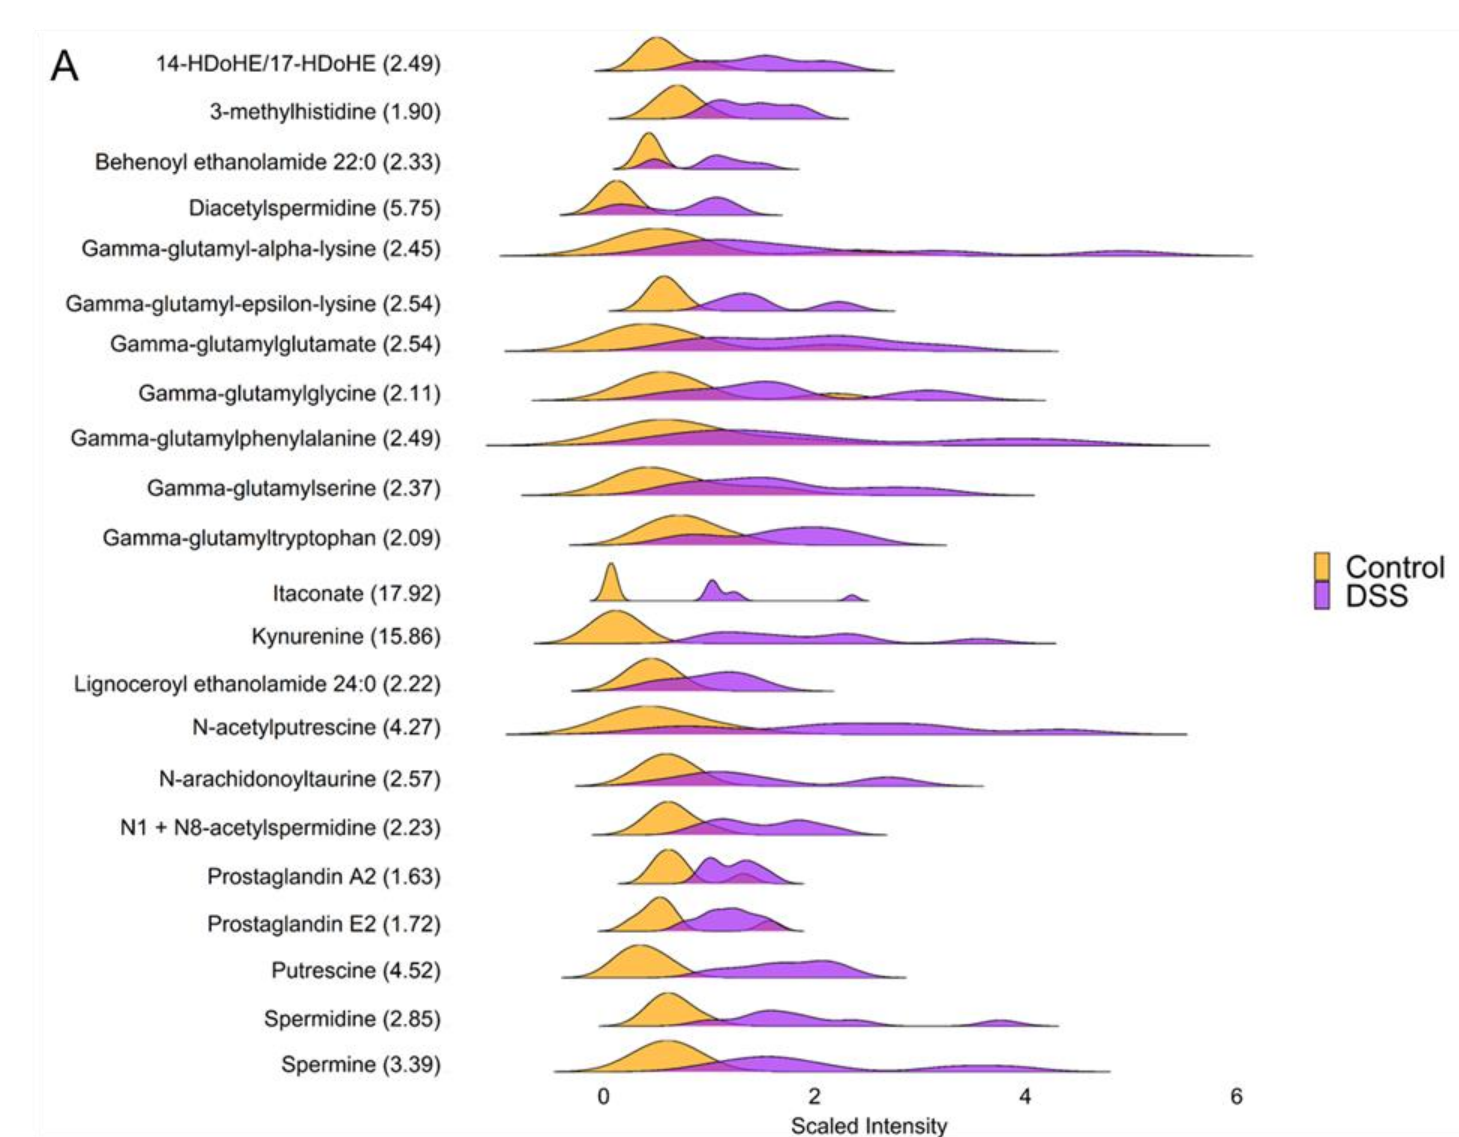 A
14-HDoHE/17-HDoHE (2.49)
3-methylhistidine (1.90)
Behenoyl ethanolamide 22:0 (2.33)
Diacetylspermidine (5.75)
Gamma-glutamyl-alpha-lysine (2.45)
Gamma-glutamyl-epsilon-lysine (2.54)
Gamma-glutamylglutamate (2.54)
Gamma-glutamylglycine (2.11)
Gamma-glutamylphenylalanine (2.49)
Gamma-glutamylserine (2.37)
Gamma-glutamyltryptophan (2.09)
Itaconate (17.92)
Kynurenine (15.86)
Lignoceroyl ethanolamide 24:0 (2.22)
N-acetylputrescine (4.27)
N-arachidonoyltaurine (2.57)
N1 + N8-acetylspermidine (2.23)
Prostaglandin A2 (1.63)
Prostaglandin E2 (1.72)
Putrescine (4.52)
Spermidine (2.85)
Spermine (3.39)
Control
DSS
0 2 4 6
Scaled Intensity